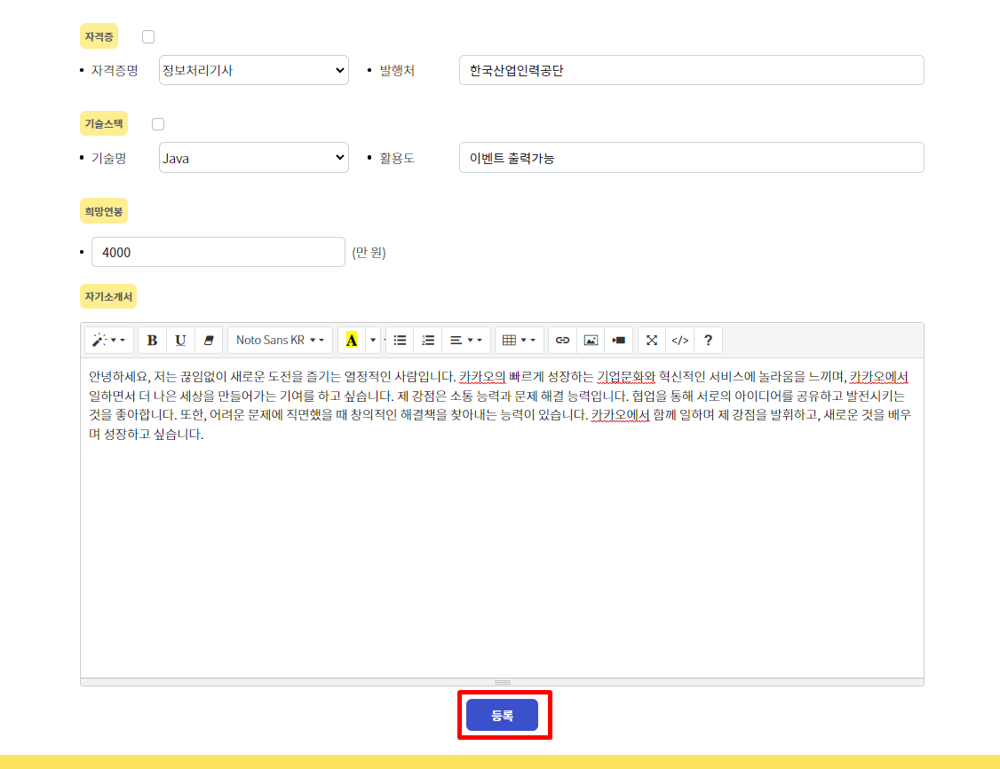 자격증
• 자격증명 정보처리기사 • 발행처 한국산업인력공단
기술스텍
• 기술명 Java • 활용도 이벤트 출력가능
희망연봉
• 4000 (만 원)
자기소개서
B U Noto Sans KR A </> ?
안녕하세요, 저는 끊임없이 새로운 도전을 즐기는 열정적인 사람입니다. 카카오의 빠르게 성장하는 기업문화와 혁신적인 서비스에 놀라움을 느끼며, 카카오에서
일하면서 더 나은 세상을 만들어가는 기여를 하고 싶습니다. 제 강점은 소통 능력과 문제 해결 능력입니다. 협업을 통해 서로의 아이디어를 공유하고 발전시키는
것을 좋아합니다. 또한, 어려운 문제에 직면했을 때 창의적인 해결책을 찾아내는 능력이 있습니다. 카카오에서 함께 일하며 제 강점을 발휘하고, 새로운 것을 배우
며 성장하고 싶습니다.
등록